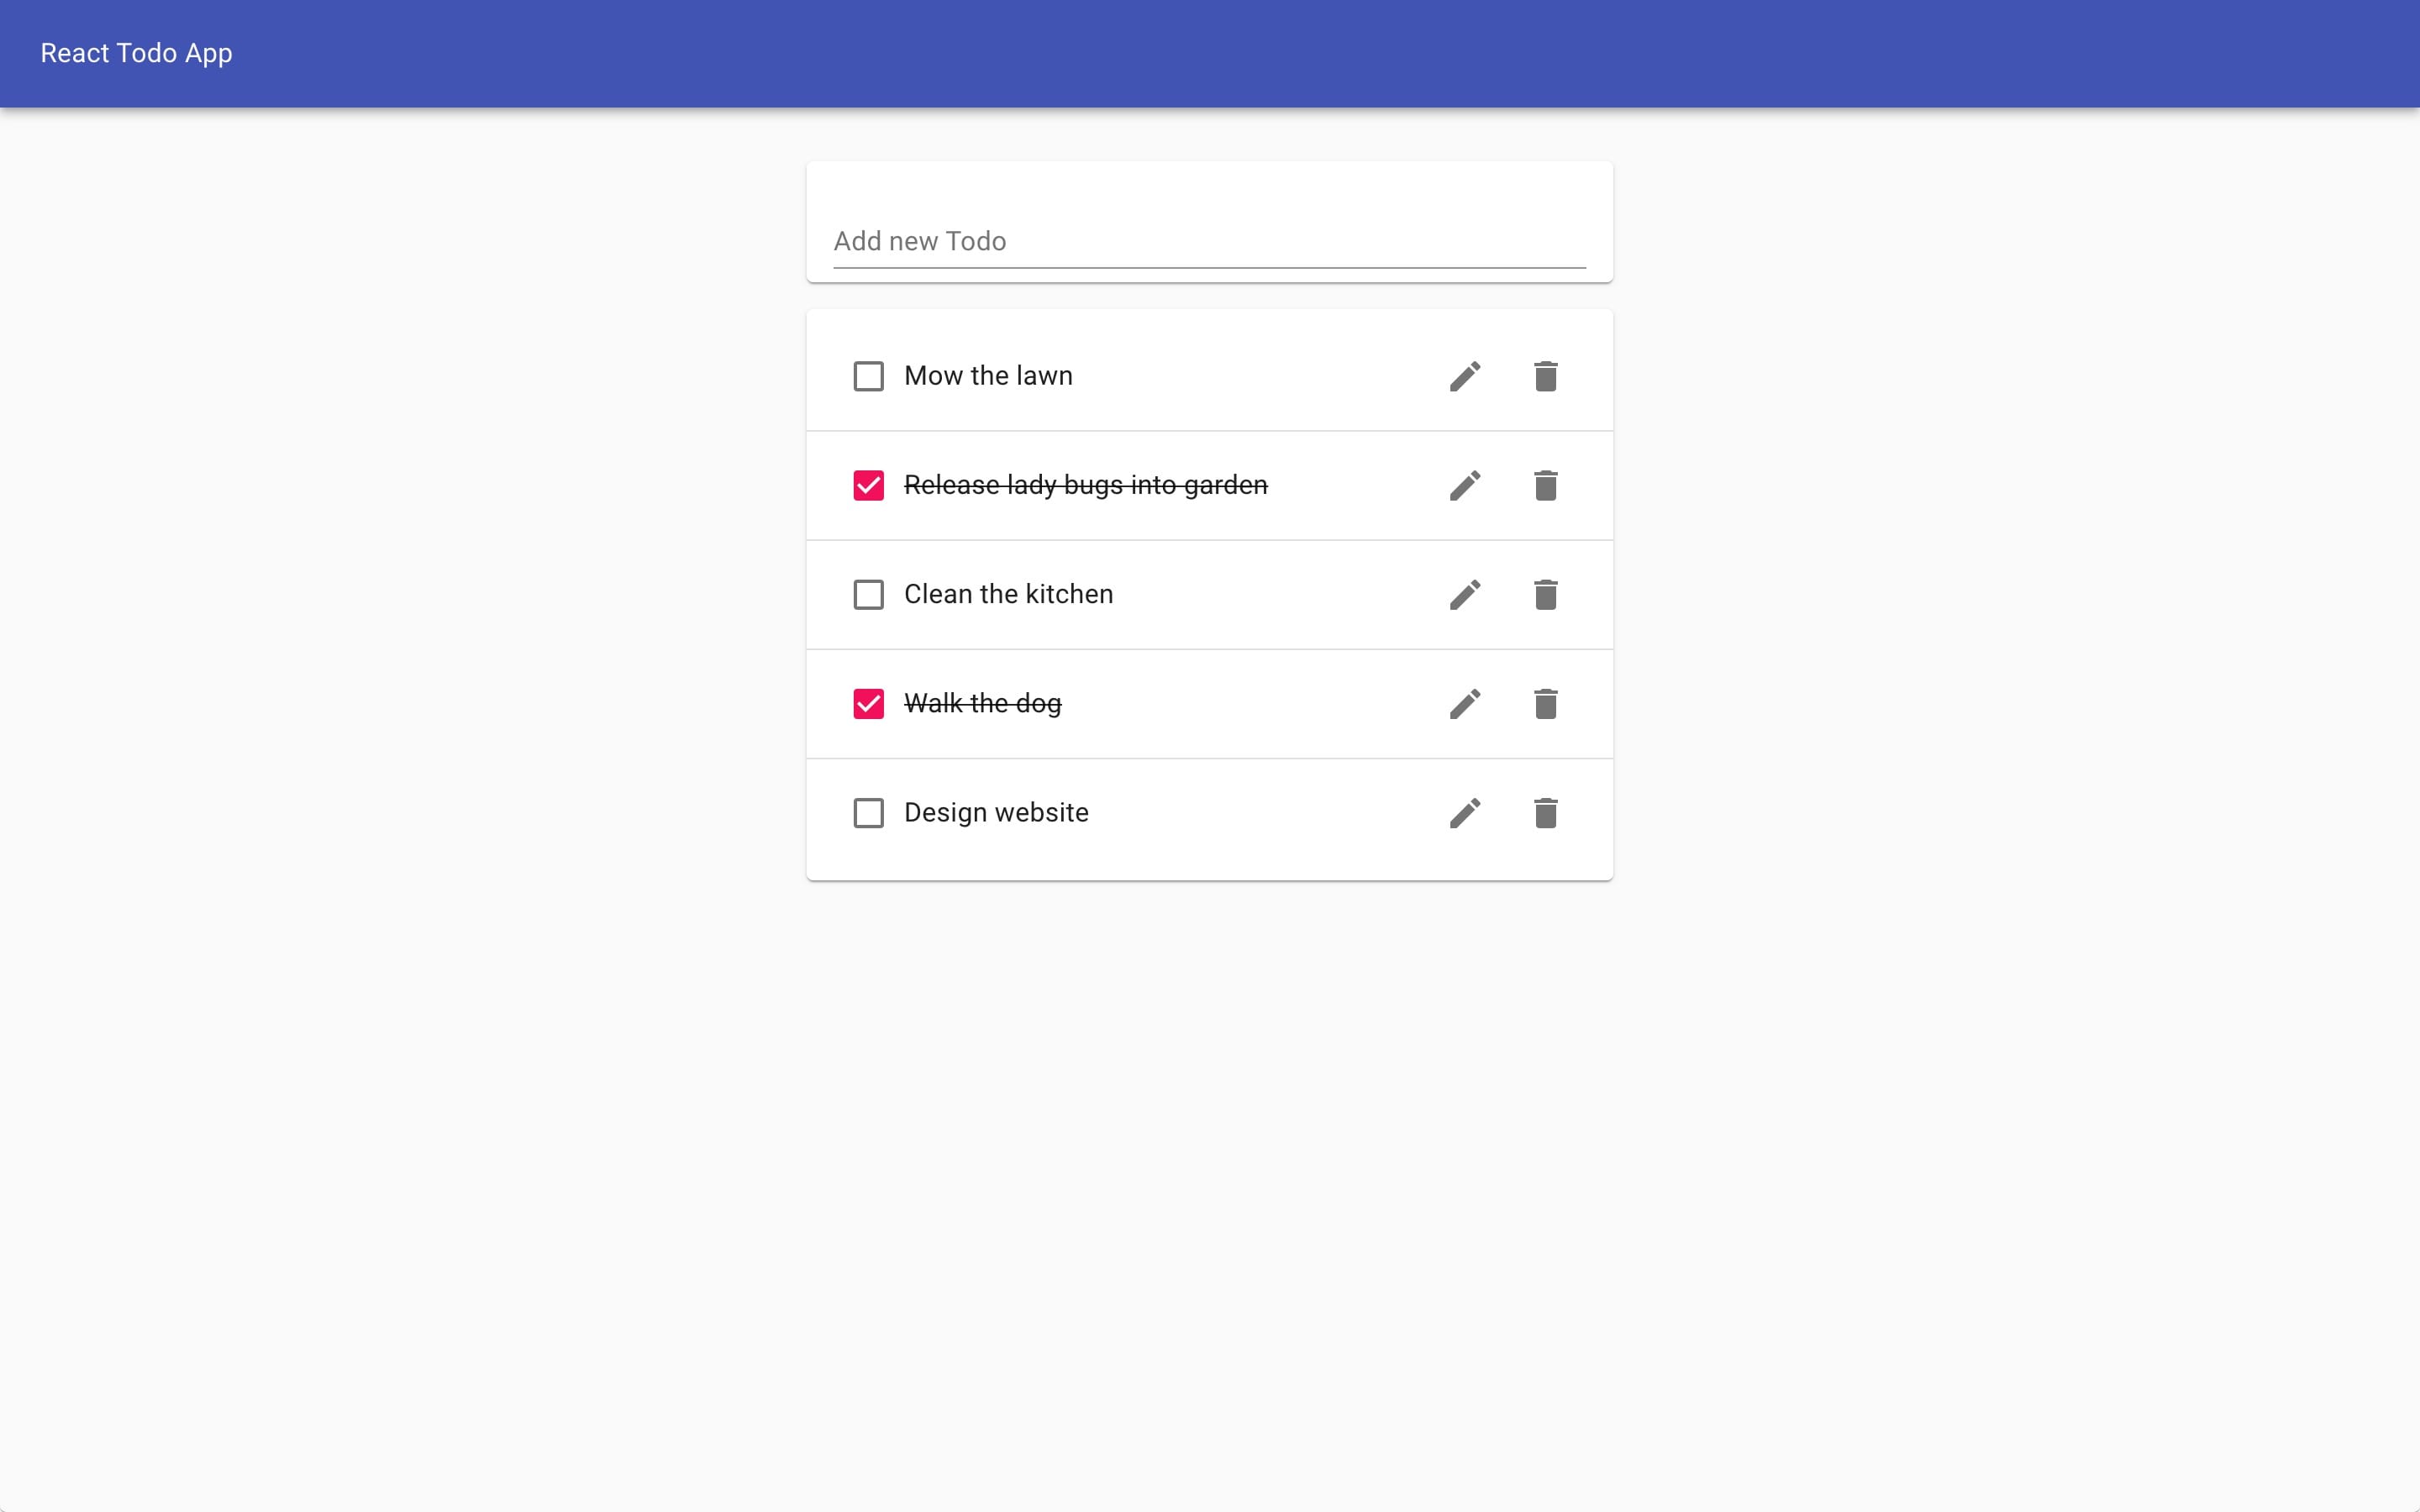 React Todo App
Add new Todo
Mow the lawn
Release lady bugs into garden
Clean the kitchen
Walk the dog
Design website